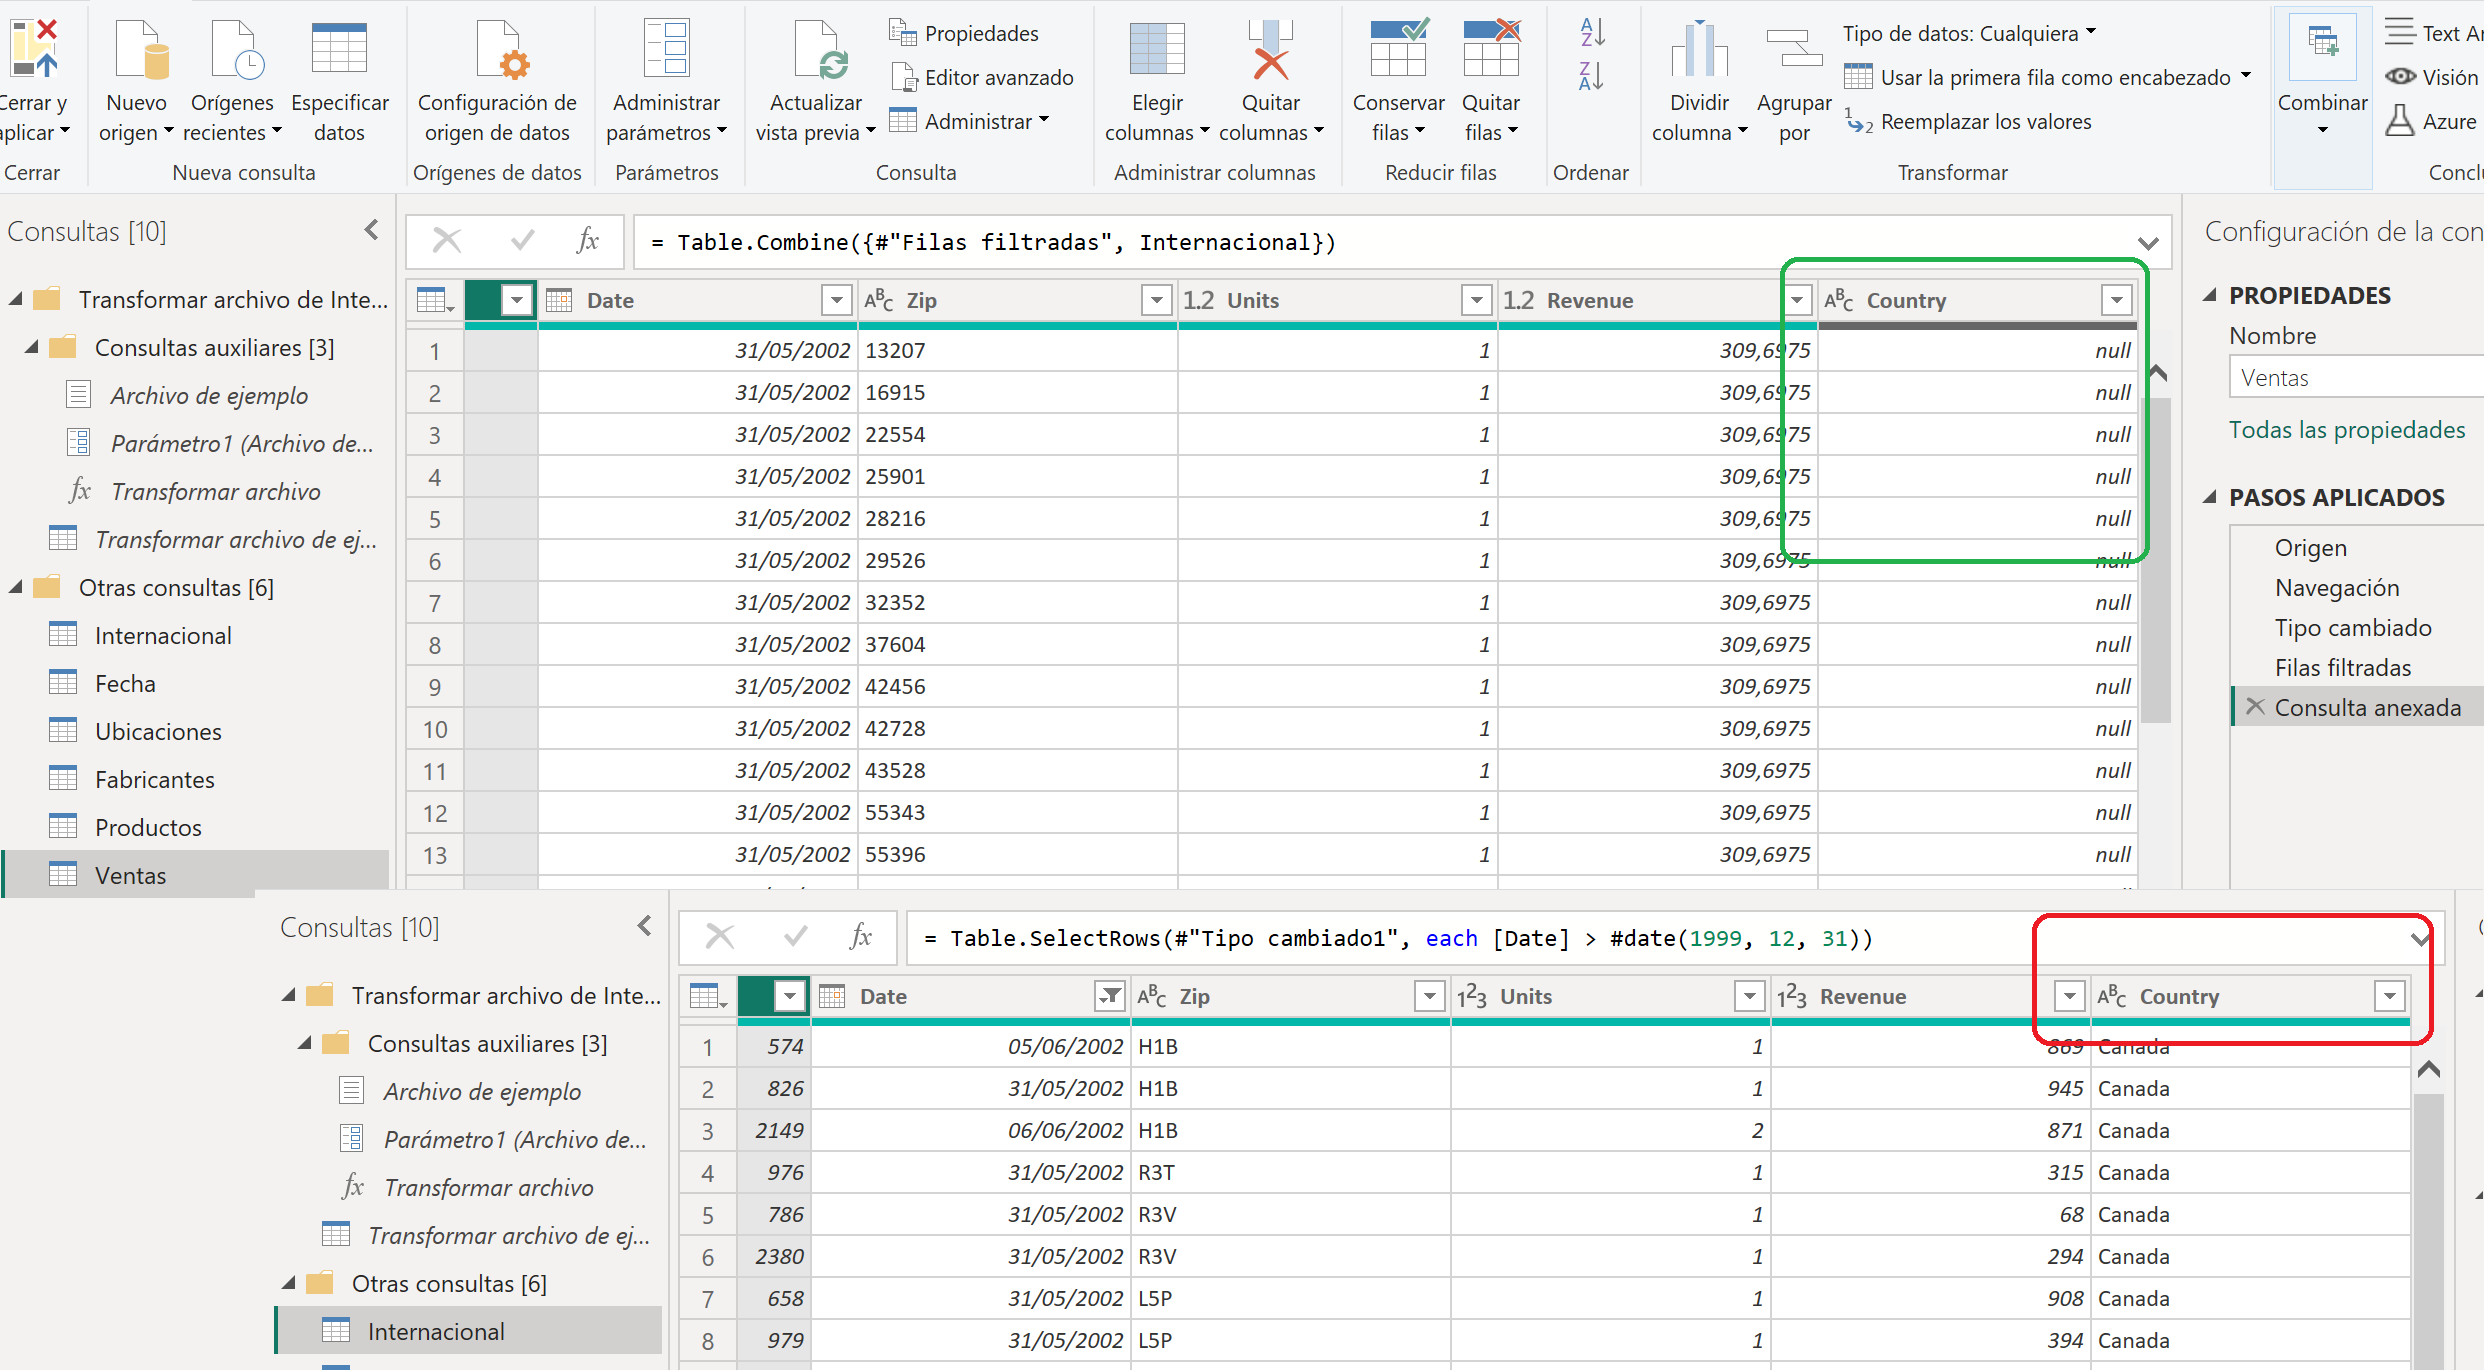 Cerrar y aplicar
Nuevo origen
Orígenes recientes
Especificar datos
Configuración de origen de datos
Administrar parámetros
Actualizar vista previa
Propiedades
Editor avanzado
Administrar
Elegir columnas
Quitar columnas
Conservar filas
Quitar filas
Dividir columna
Agrupar por
Tipo de datos: Cualquiera
Usar la primera fila como encabezado
Reemplazar los valores
Combinar
Text
Visión
Azure
Cerrar
Nueva consulta
Orígenes de datos
Parámetros
Consulta
Administrar columnas
Reducir filas
Ordenar
Transformar
Consultas [10]
Transformar archivo de Inte...
Consultas auxiliares [3]
Archivo de ejemplo
Parámetro1 (Archivo de...
fx Transformar archivo
Transformar archivo de ej...
Otras consultas [6]
Internacional
Fecha
Ubicaciones
Fabricantes
Productos
Ventas
fx = Table.Combine({#"Filas filtradas", Internacional})
Date ABC Zip 1.2 Units 1.2 Revenue ABC Country
1 31/05/2002 13207 1 309,6975 null
2 31/05/2002 16915 1 309,6975 null
3 31/05/2002 22554 1 309,6975 null
4 31/05/2002 25901 1 309,6975 null
5 31/05/2002 28216 1 309,6975 null
6 31/05/2002 29526 1 309,6975 null
7 31/05/2002 32352 1 309,6975 null
8 31/05/2002 37604 1 309,6975 null
9 31/05/2002 42456 1 309,6975 null
10 31/05/2002 42728 1 309,6975 null
11 31/05/2002 43528 1 309,6975 null
12 31/05/2002 55343 1 309,6975 null
13 31/05/2002 55396 1 309,6975 null
Configuración de la con
PROPIEDADES
Nombre
Ventas
Todas las propiedades
PASOS APLICADOS
Origen
Navegación
Tipo cambiado
Filas filtradas
Consulta anexada
Consultas [10]
Transformar archivo de Inte...
Consultas auxiliares [3]
Archivo de ejemplo
Parámetro1 (Archivo de...
fx Transformar archivo
Transformar archivo de ej...
Otras consultas [6]
Internacional
fx = Table.SelectRows(#"Tipo cambiado1", each [Date] > #date(1999, 12, 31))
Date ABC Zip 123 Units 123 Revenue ABC Country
1 574 05/06/2002 H1B 1 869 Canada
2 826 31/05/2002 H1B 1 945 Canada
3 2149 06/06/2002 H1B 2 871 Canada
4 976 31/05/2002 R3T 1 315 Canada
5 786 31/05/2002 R3V 1 68 Canada
6 2380 31/05/2002 R3V 1 294 Canada
7 658 31/05/2002 L5P 1 908 Canada
8 979 31/05/2002 L5P 1 394 Canada